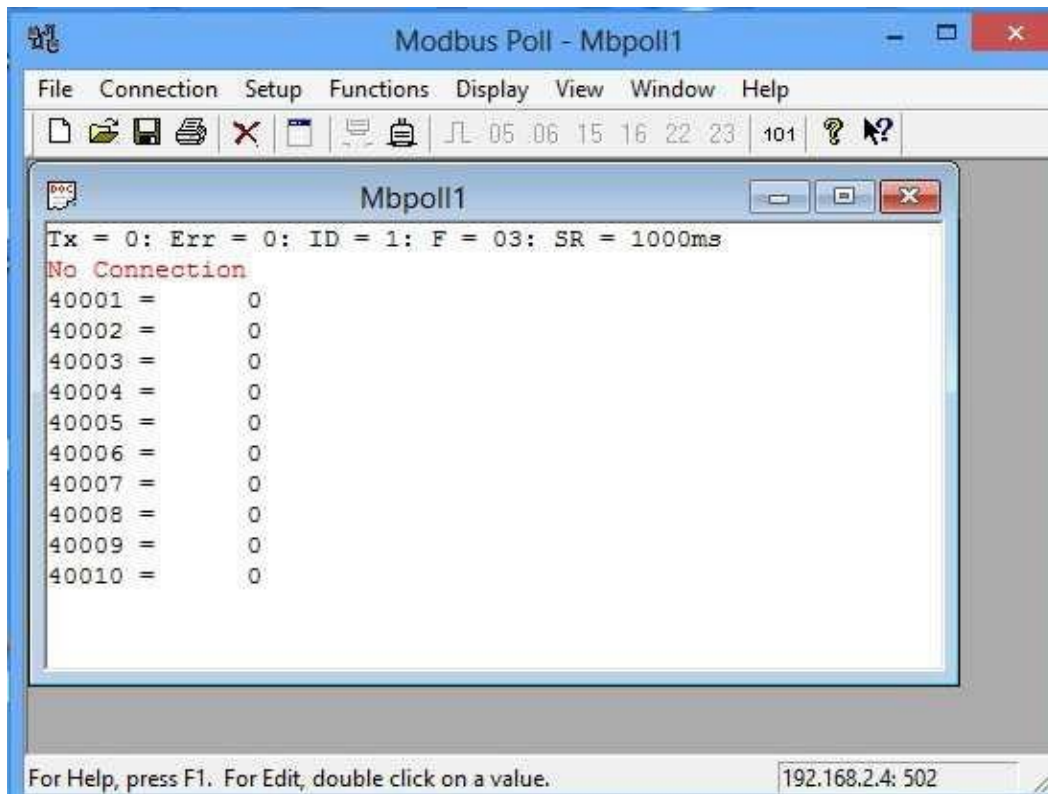 Modbus Poll - Mbpoll1
File Connection Setup Functions Display View Window Help
05 06 15 16 22 23 101
Mbpoll1
Tx = 0: Err = 0: ID = 1: F = 03: SR = 1000ms
No Connection
40001 = 0
40002 = 0
40003 = 0
40004 = 0
40005 = 0
40006 = 0
40007 = 0
40008 = 0
40009 = 0
40010 = 0
For Help, press F1. For Edit, double click on a value. 192.168.2.4: 502